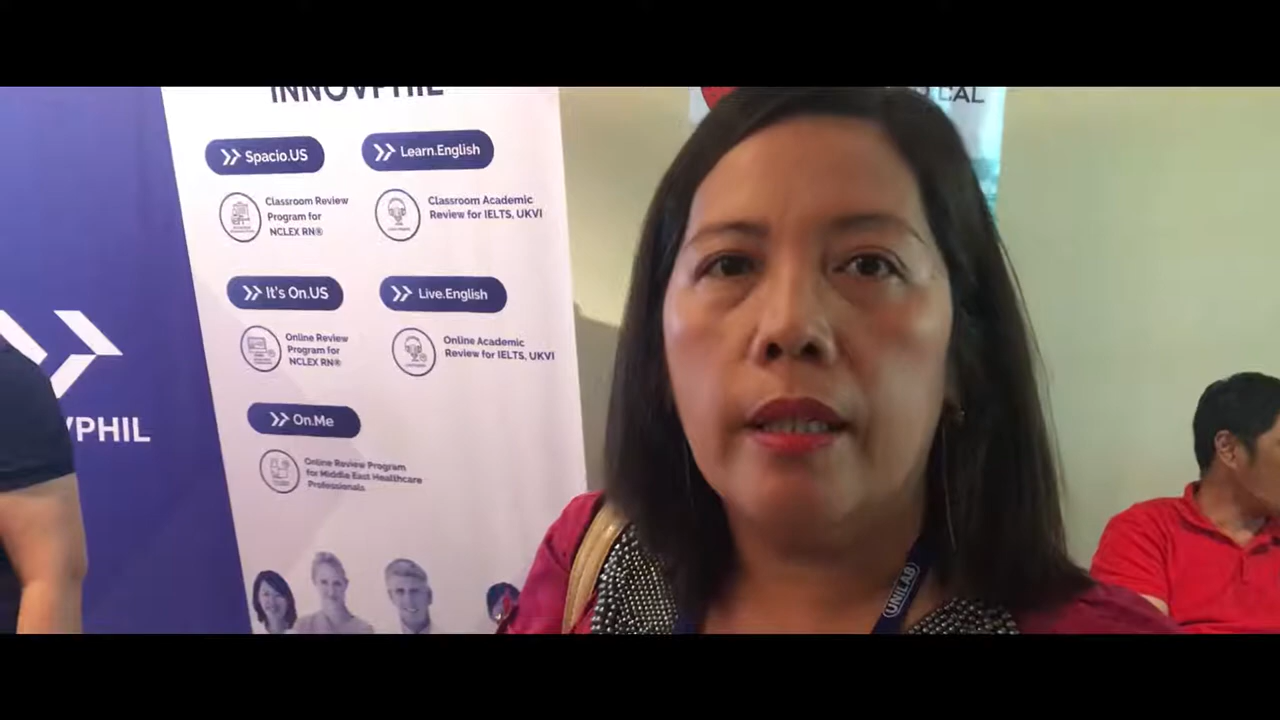 INNOVPHIL
Spacio.US
Classroom Review
Program for
NCLEX RN®
Learn.English
Classroom Academic
Review for IELTS, UKVI
It's On.US
Online Review
Program for
NCLEX RN®
Live.English
Online Academic
Review for IELTS, UKVI
On.Me
Online Review Program
for Middle East Healthcare
Professionals
VPHIL
CAL
UNILAB